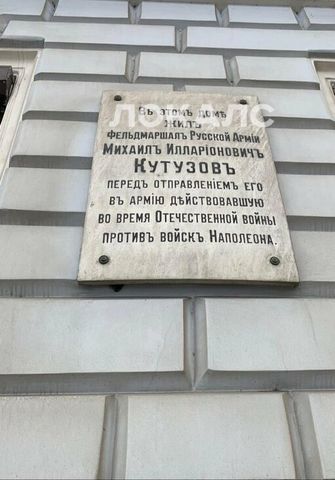 ЛОКАЛС
Въ этомъ домѣ
жилъ
фельдмаршалъ Русской Арміи
Михаилъ Илларіоновичъ
Кутузовъ
передъ отправленіемъ его
въ армію дѣйствовавшую
во время Отечественной войны
противъ войскъ Наполеона.